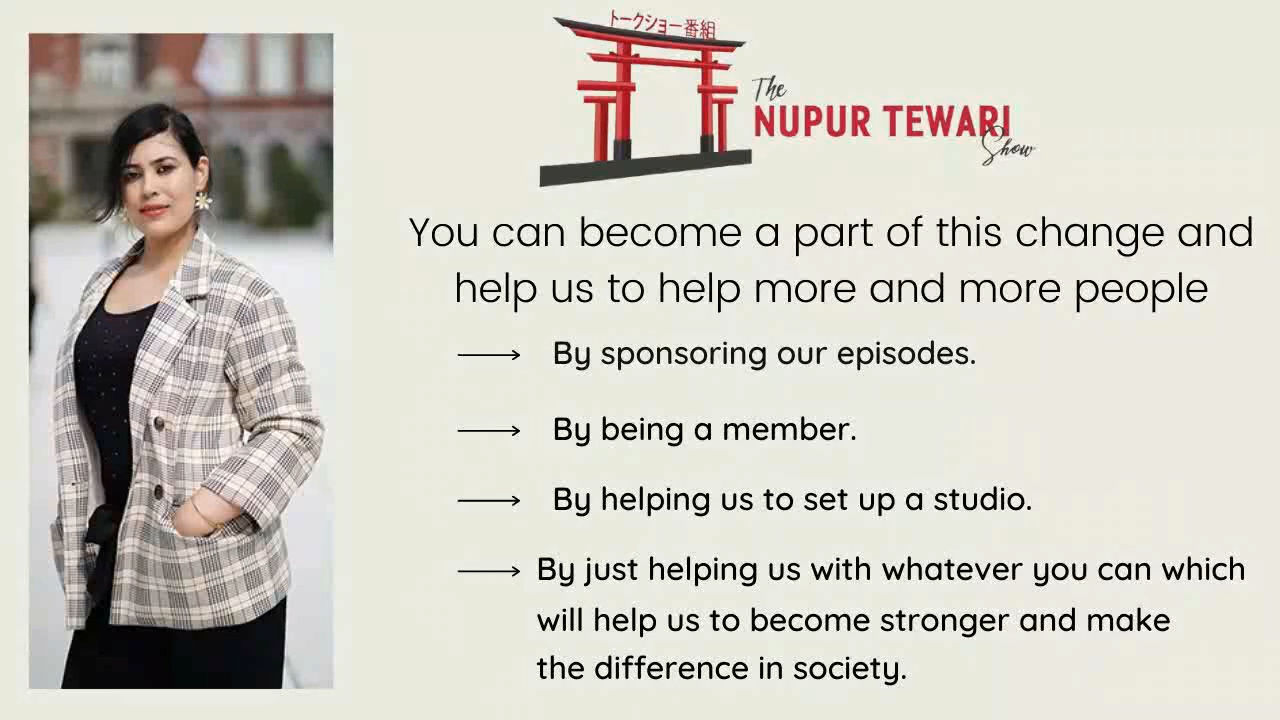 トークショー番組
The
NUPUR TEWARI
Show
You can become a part of this change and
help us to help more and more people
By sponsoring our episodes.
By being a member.
By helping us to set up a studio.
By just helping us with whatever you can which
will help us to become stronger and make
the difference in society.